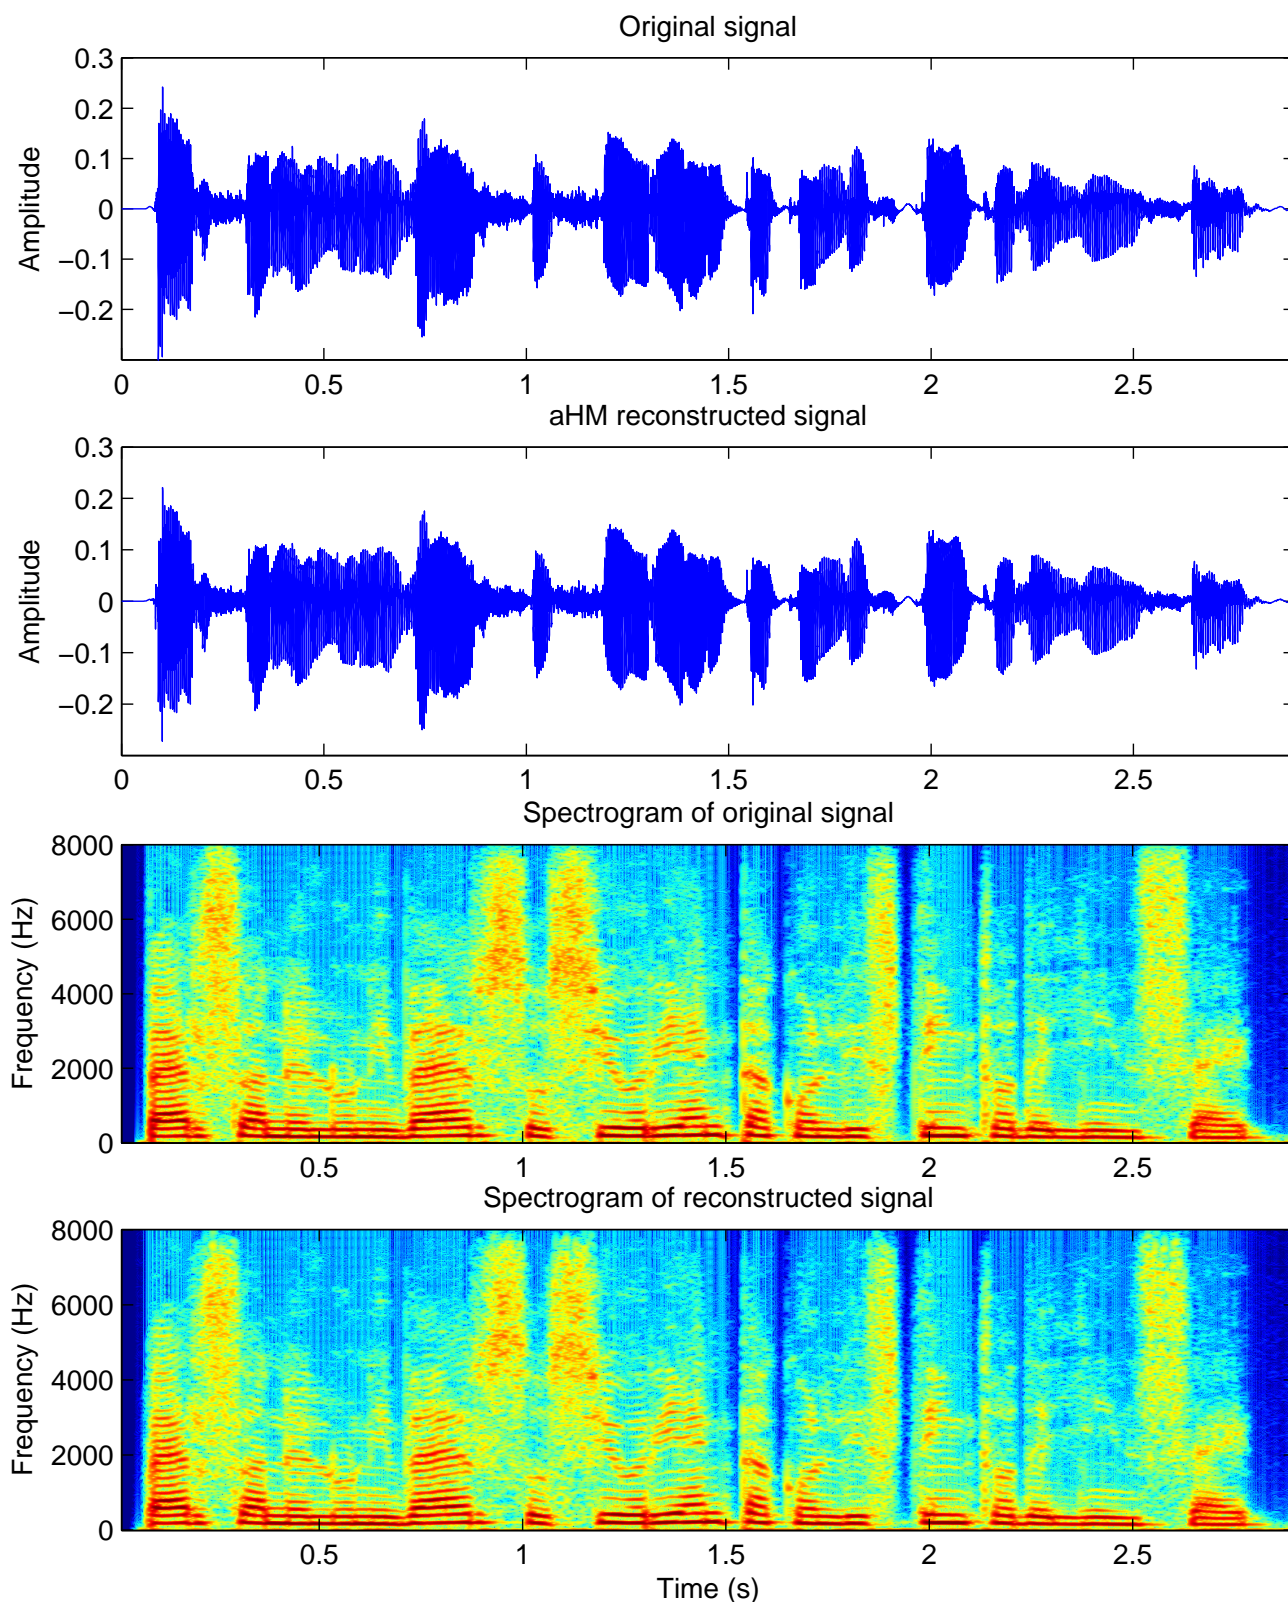 Original signal
0.3
0.2
0.1
0
−0.1
−0.2
Amplitude
0 0.5 1 1.5 2 2.5
aHM reconstructed signal
0.3
0.2
0.1
0
−0.1
−0.2
Amplitude
0 0.5 1 1.5 2 2.5
Spectrogram of original signal
8000
6000
4000
2000
0
Frequency (Hz)
0.5 1 1.5 2 2.5
Spectrogram of reconstructed signal
8000
6000
4000
2000
0
Frequency (Hz)
0.5 1 1.5 2 2.5
Time (s)